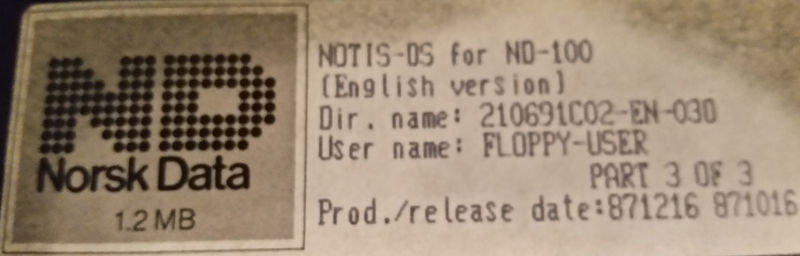 ND
Norsk Data
1.2 MB
NOTIS-DS for ND-100
(English version)
Dir. name: 210691C02-EN-03D
User name: FLOPPY-USER
PART 3 OF 3
Prod./release date:871216 871016